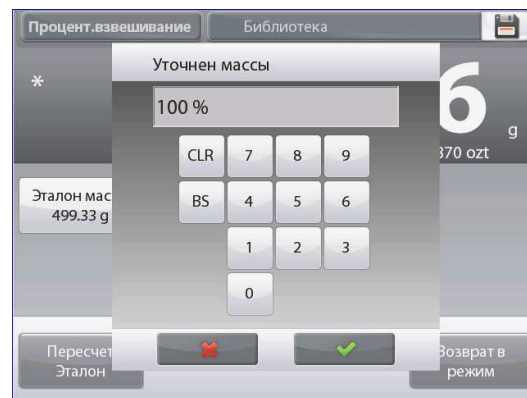 Процент.взвешивание
Библиотека
Уточнен массы
*
100 %
6
g
370 ozt
CLR 7 8 9
Эталон мас
499.33 g
BS 4 5 6
1 2 3
0
Пересчет
Эталон
Возврат в
режим